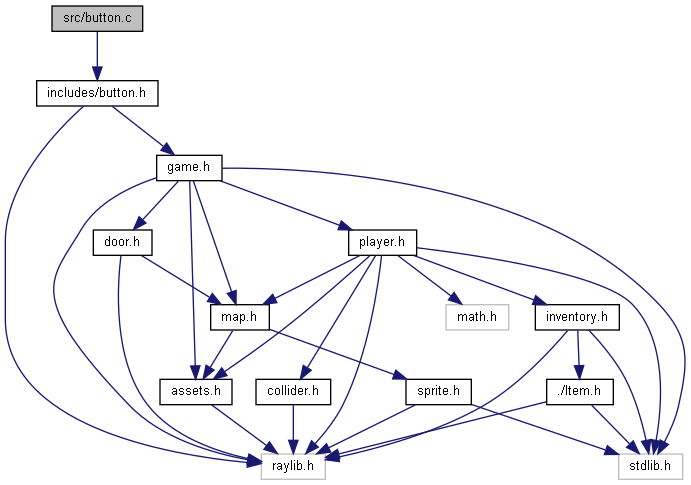 src/button.c
includes/button.h
game.h
door.h
player.h
map.h
math.h
inventory.h
assets.h
collider.h
sprite.h
./Item.h
raylib.h
stdlib.h